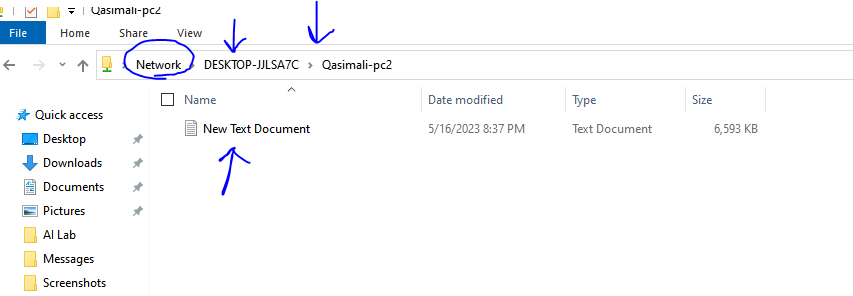 Qasimali-pc2
File Home Share View
Network DESKTOP-JJLSA7C Qasimali-pc2
Name Date modified Type Size
Quick access
New Text Document 5/16/2023 8:37 PM Text Document 6,593 KB
Desktop
Downloads
Documents
Pictures
AI Lab
Messages
Screenshots